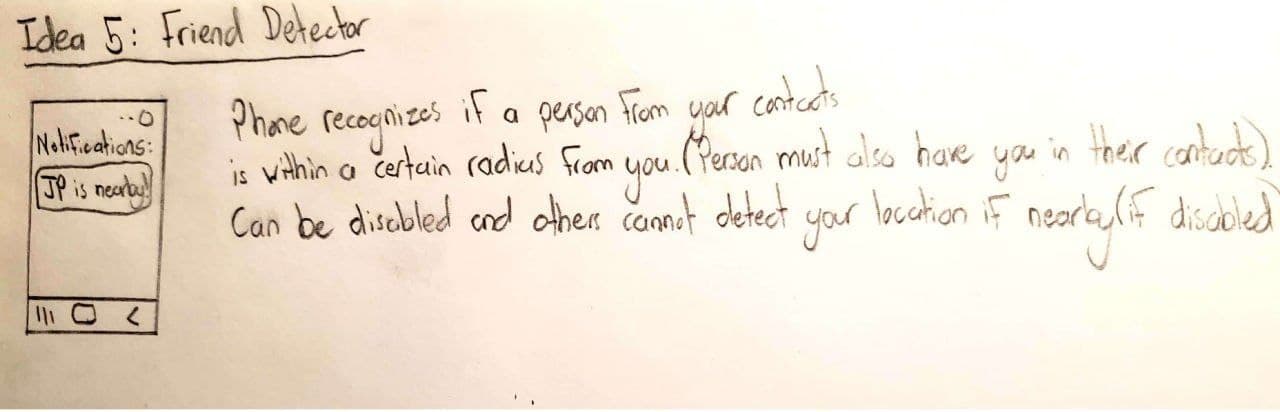 Idea 5: Friend Detector
Notifications:
JP is nearby!
Phone recognizes if a person from your contacts
is within a certain radius from you. (Person must also have you in their contacts).
Can be disabled and others cannot detect your location if nearby (if disabled)